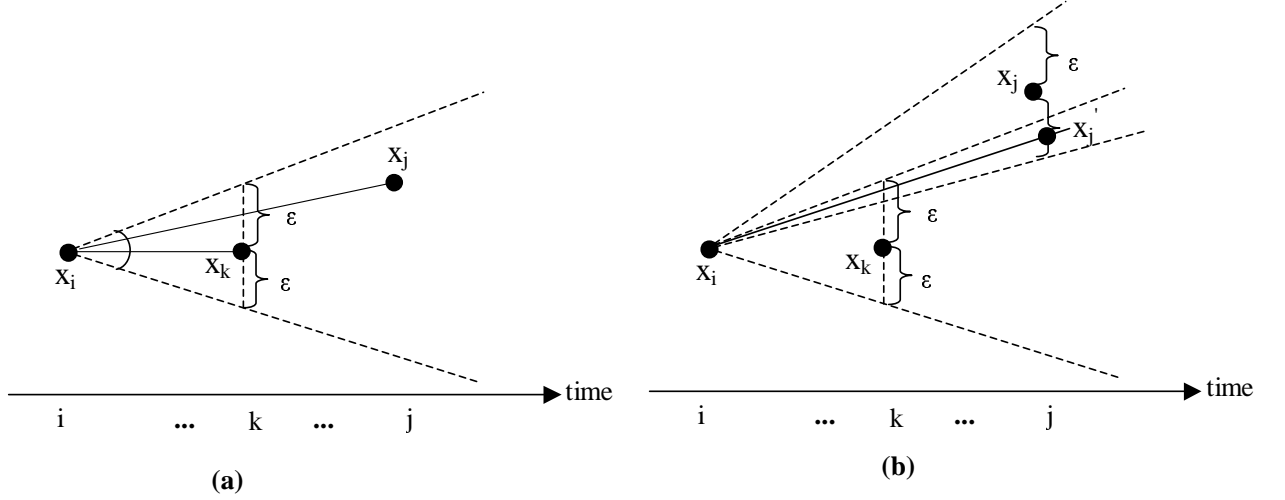 x_j
ε
x_i
x_k
ε
time
i ... k ... j
(a)
ε
x_j
x_j'
ε
x_i
x_k
ε
time
i ... k ... j
(b)